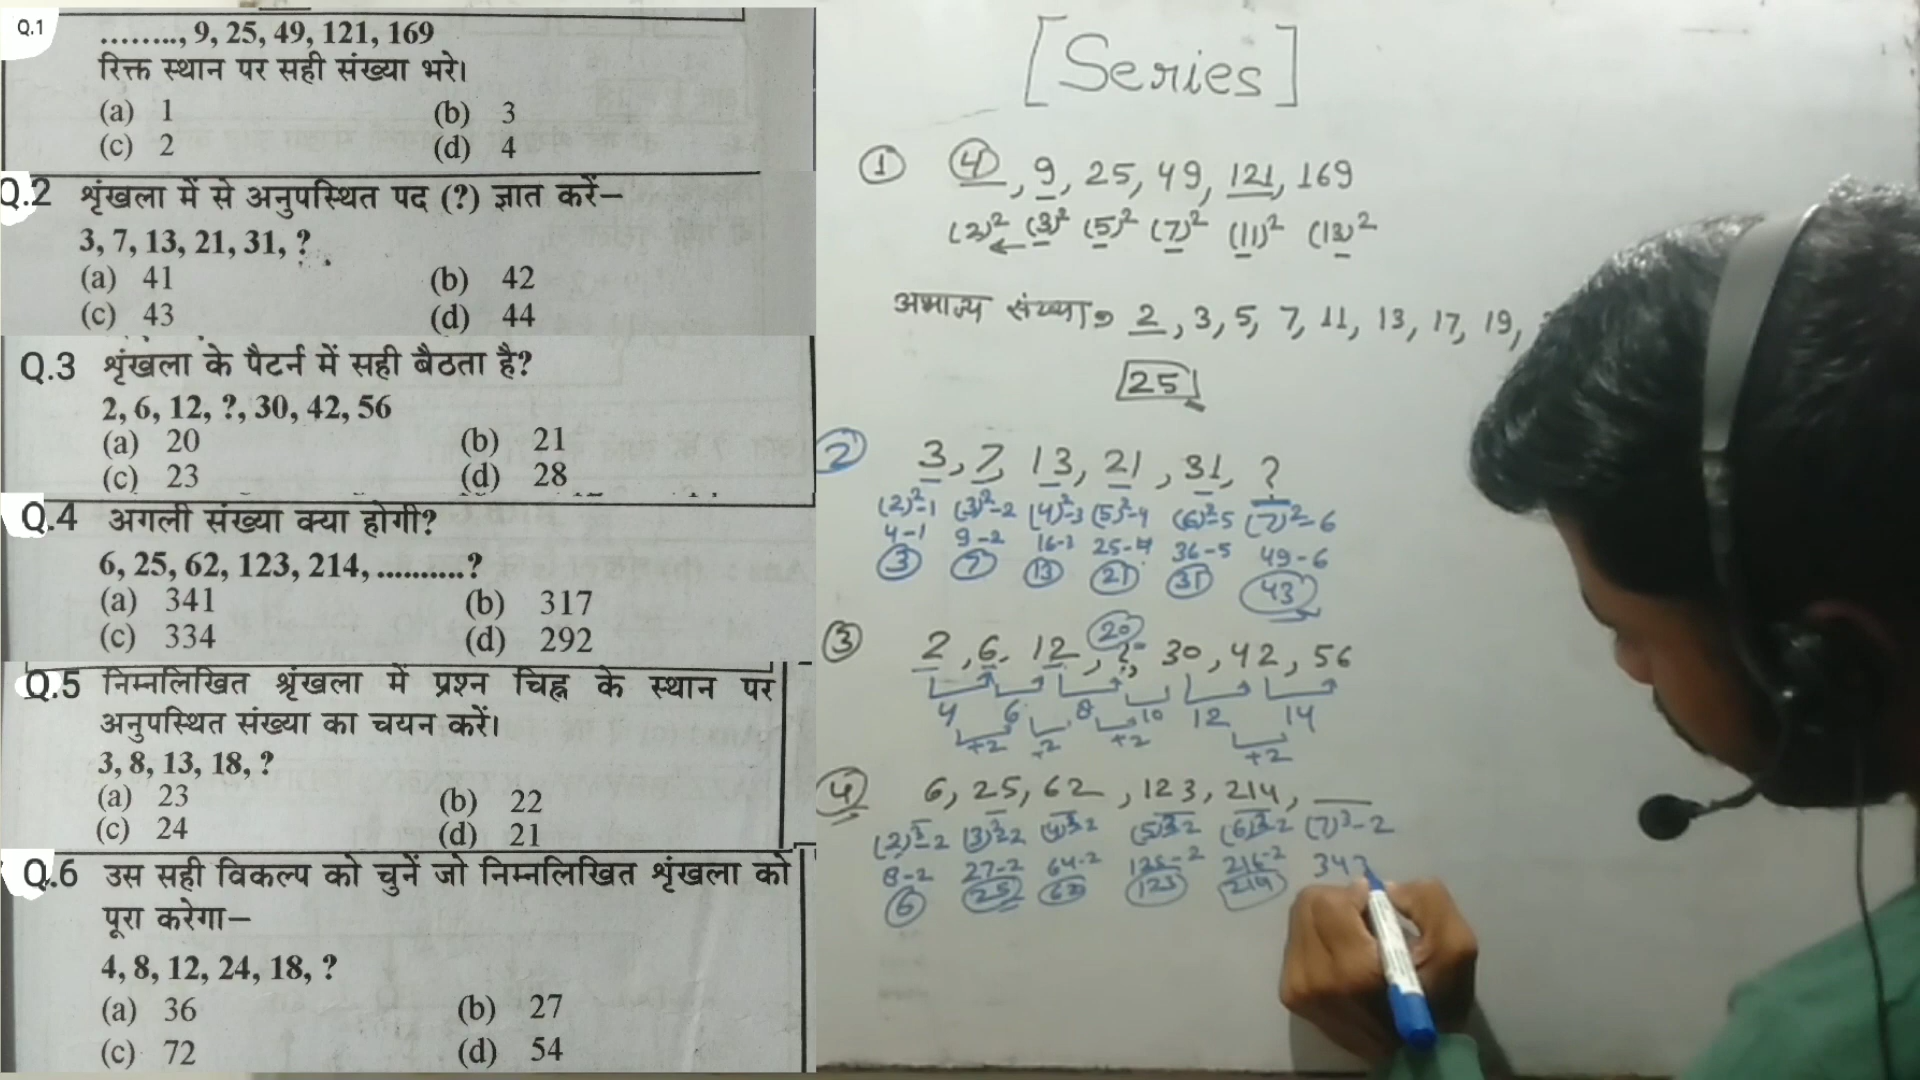 Q.1
........, 9, 25, 49, 121, 169
रिक्त स्थान पर सही संख्या भरे।
(a) 1 (b) 3
(c) 2 (d) 4
Q.2 शृंखला में से अनुपस्थित पद (?) ज्ञात करें–
3, 7, 13, 21, 31, ?
(a) 41 (b) 42
(c) 43 (d) 44
Q.3 शृंखला के पैटर्न में सही बैठता है?
2, 6, 12, ?, 30, 42, 56
(a) 20 (b) 21
(c) 23 (d) 28
Q.4 अगली संख्या क्या होगी?
6, 25, 62, 123, 214, ..........?
(a) 341 (b) 317
(c) 334 (d) 292
Q.5 निम्नलिखित श्रृंखला में प्रश्न चिह्न के स्थान पर
अनुपस्थित संख्या का चयन करें।
3, 8, 13, 18, ?
(a) 23 (b) 22
(c) 24 (d) 21
Q.6 उस सही विकल्प को चुनें जो निम्नलिखित शृंखला को
पूरा करेगा–
4, 8, 12, 24, 18, ?
(a) 36 (b) 27
(c) 72 (d) 54
[Series]
① 4, 9, 25, 49, 121, 169
(2)² (3)² (5)² (7)² (11)² (13)²
अभाज्य संख्या 2, 3, 5, 7, 11, 13, 17, 19,
25
② 3, 7, 13, 21, 31, ?
(2)²-1 (3)²-2 (4)²-3 (5)²-4 (6)²-5 (7)²-6
4-1 9-2 16-3 25-4 36-5 49-6
3 7 13 21 31 43
20
③ 2, 6, 12, ?, 30, 42, 56
4 6 8 10 12 14
+2 +2 +2 +2
④ 6, 25, 62, 123, 214, __
(2)³-2 (3)³-2 (4)³-2 (5)³-2 (6)³-2 (7)³-2
8-2 27-2 64-2 125-2 216-2 343
6 25 62 123 214